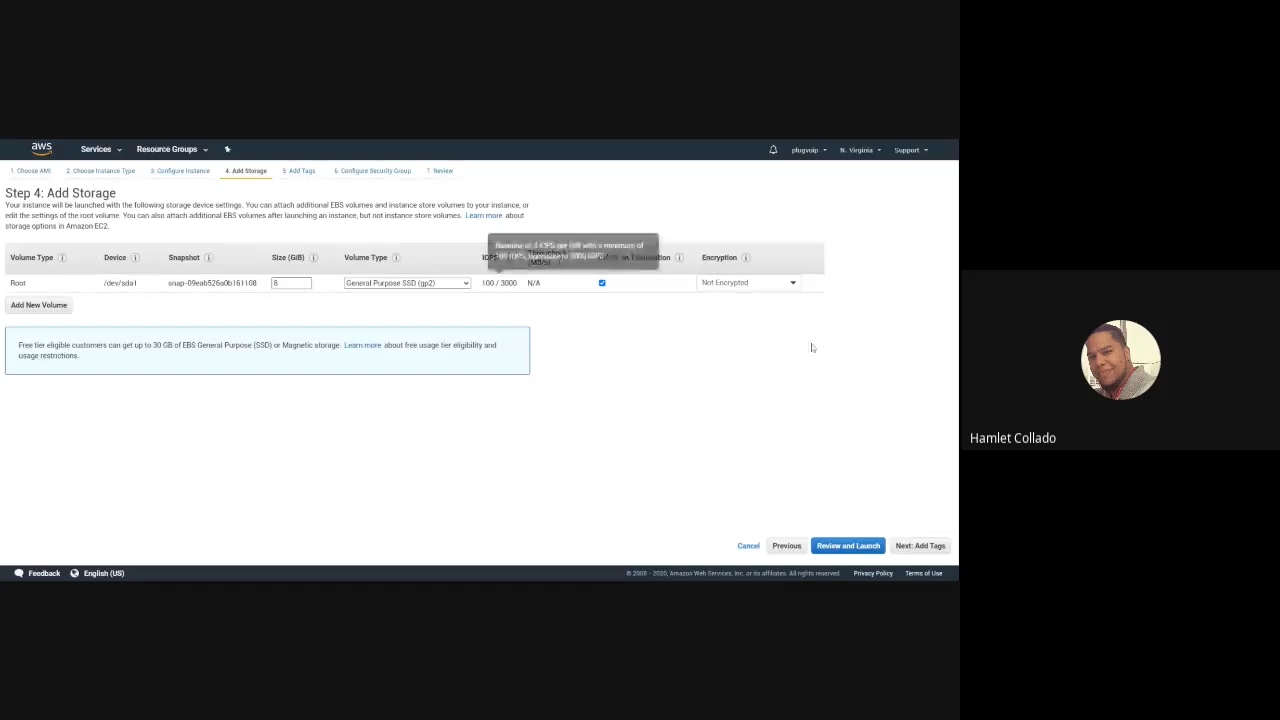 aws Services Resource Groups plugvoip N. Virginia Support
1. Choose AMI 2. Choose Instance Type 3. Configure Instance 4. Add Storage 5. Add Tags 6. Configure Security Group 7. Review
Step 4: Add Storage
Your instance will be launched with the following storage device settings. You can attach additional EBS volumes and instance store volumes to your instance, or
edit the settings of the root volume. You can also attach additional EBS volumes after launching an instance, but not instance store volumes. Learn more about
storage options in Amazon EC2.
Volume Type Device Snapshot Size (GiB) Volume Type IOPS Encryption
Root /dev/sda1 snap-09eab526a0b161108 8 General Purpose SSD (gp2) 100 / 3000 N/A Not Encrypted
Add New Volume
Free tier eligible customers can get up to 30 GB of EBS General Purpose (SSD) or Magnetic storage. Learn more about free usage tier eligibility and
usage restrictions.
Hamlet Collado
Cancel Previous Review and Launch Next: Add Tags
Feedback English (US) © 2008 - 2020, Amazon Web Services, Inc. or its affiliates. All rights reserved. Privacy Policy Terms of Use